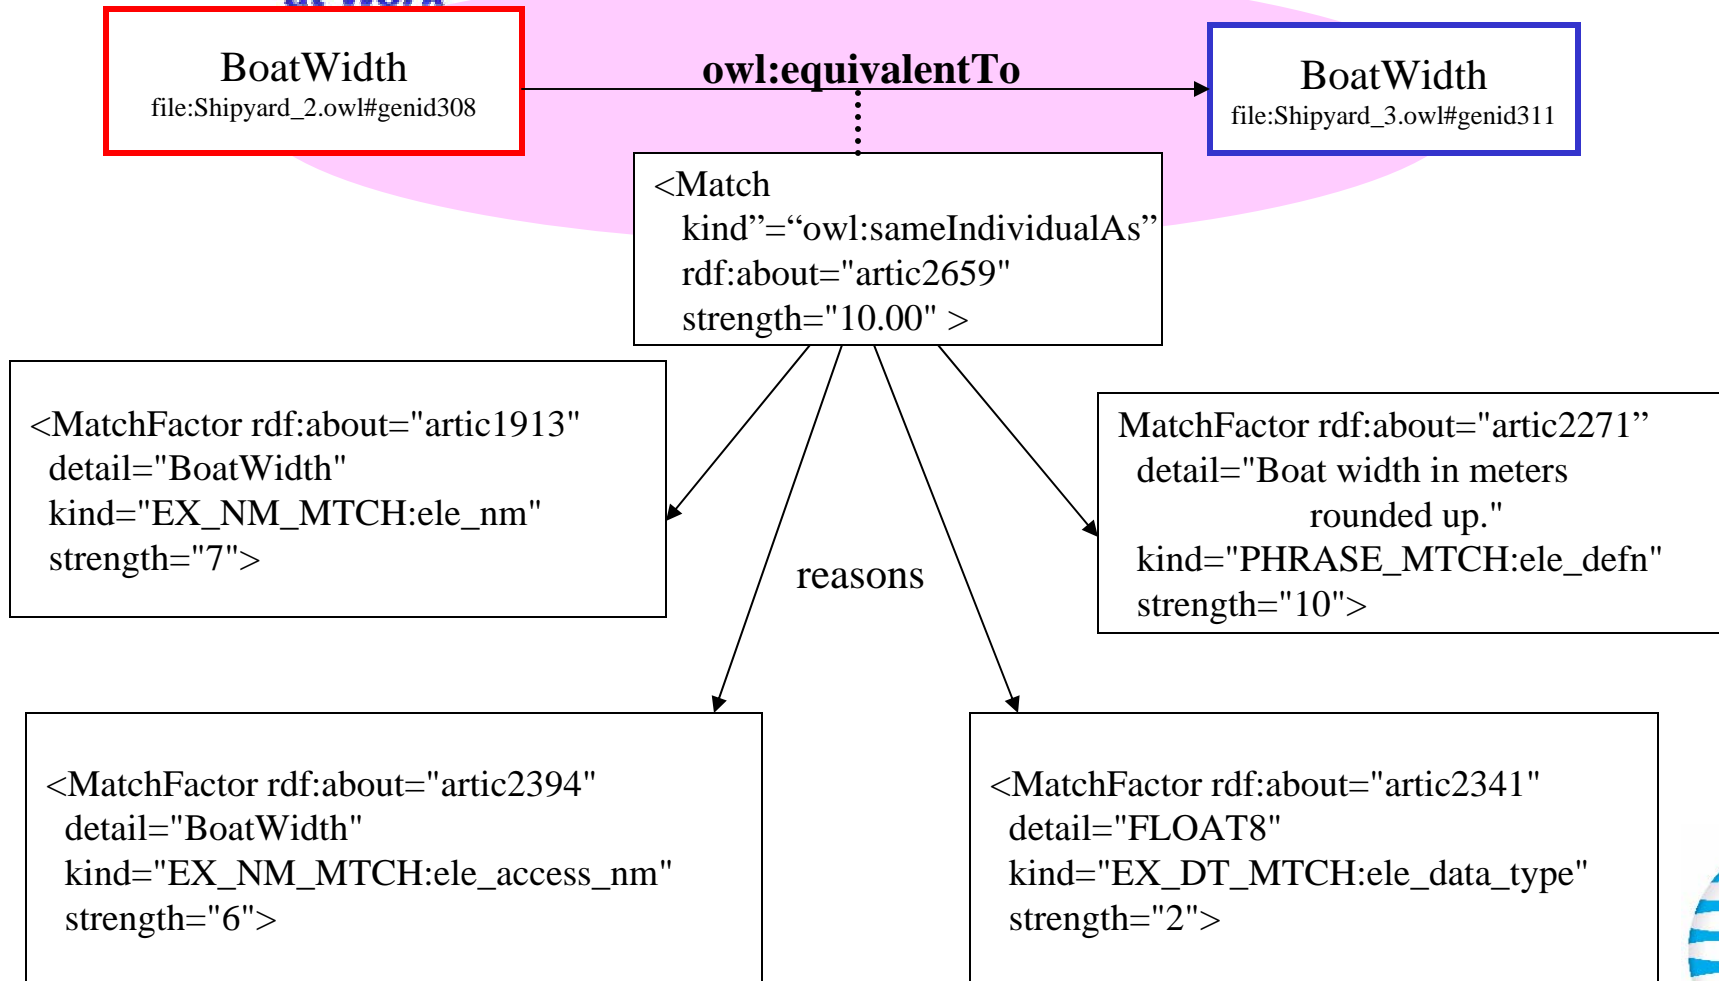 at Work
BoatWidth
file:Shipyard_2.owl#genid308
owl:equivalentTo
BoatWidth
file:Shipyard_3.owl#genid311
<Match
kind”=“owl:sameIndividualAs”
rdf:about="artic2659"
strength="10.00" >
<MatchFactor rdf:about="artic1913"
detail="BoatWidth"
kind="EX_NM_MTCH:ele_nm"
strength="7">
MatchFactor rdf:about="artic2271”
detail="Boat width in meters
rounded up."
kind="PHRASE_MTCH:ele_defn"
strength="10">
reasons
<MatchFactor rdf:about="artic2394"
detail="BoatWidth"
kind="EX_NM_MTCH:ele_access_nm"
strength="6">
<MatchFactor rdf:about="artic2341"
detail="FLOAT8"
kind="EX_DT_MTCH:ele_data_type"
strength="2">